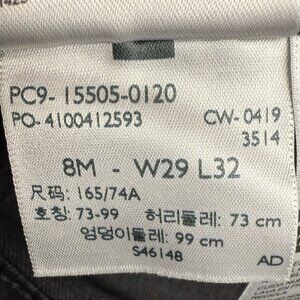 PC9- 15505-0120
PO- 4100412593 CW-0419
3514
8M - W29 L32
尺码: 165/74A
호칭: 73-99 허리둘레: 73 cm
엉덩이둘레: 99 cm
S46148 AD